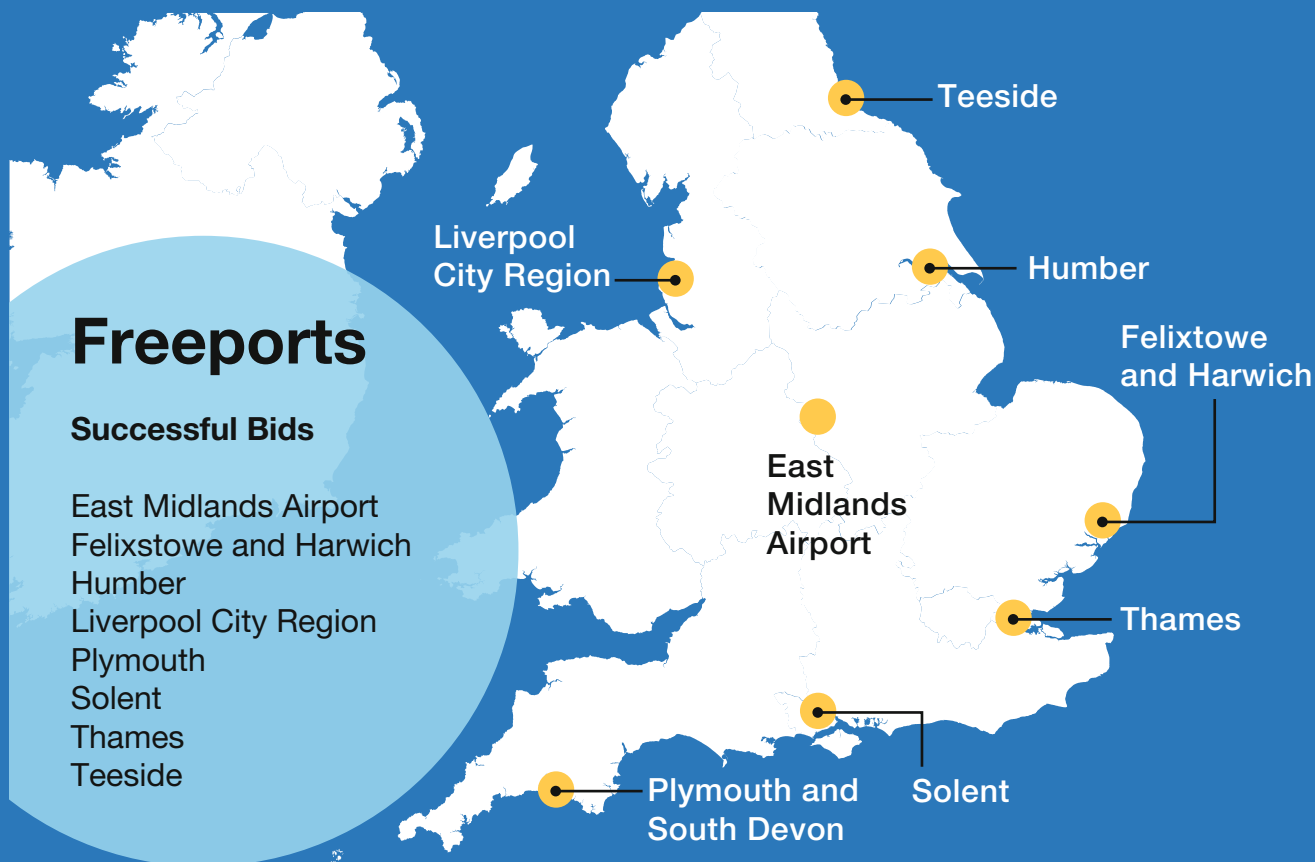 Freeports
Successful Bids
East Midlands Airport
Felixstowe and Harwich
Humber
Liverpool City Region
Plymouth
Solent
Thames
Teeside
Teeside
Liverpool
City Region
Humber
Felixtowe
and Harwich
East
Midlands
Airport
Thames
Plymouth and
South Devon
Solent